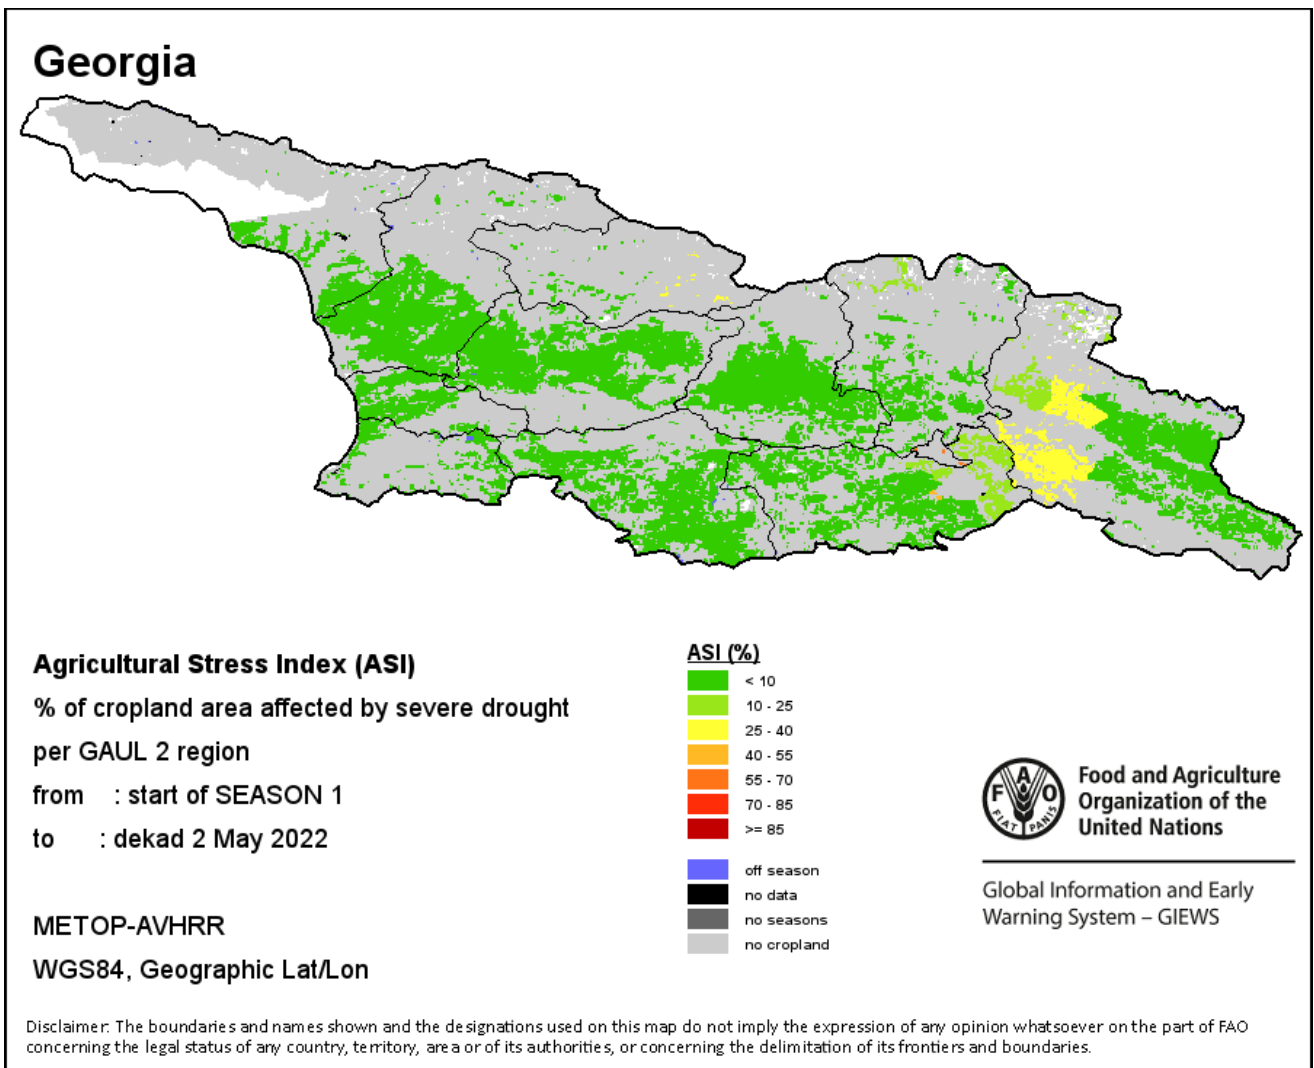 Georgia
Agricultural Stress Index (ASI)
% of cropland area affected by severe drought
per GAUL 2 region
from : start of SEASON 1
to : dekad 2 May 2022
METOP-AVHRR
WGS84, Geographic Lat/Lon
ASI (%)
< 10
10 - 25
25 - 40
40 - 55
55 - 70
70 - 85
>= 85
off season
no data
no seasons
no cropland
F A O
FIAT PANIS
Food and Agriculture
Organization of the
United Nations
Global Information and Early
Warning System – GIEWS
Disclaimer: The boundaries and names shown and the designations used on this map do not imply the expression of any opinion whatsoever on the part of FAO
concerning the legal status of any country, territory, area or of its authorities, or concerning the delimitation of its frontiers and boundaries.